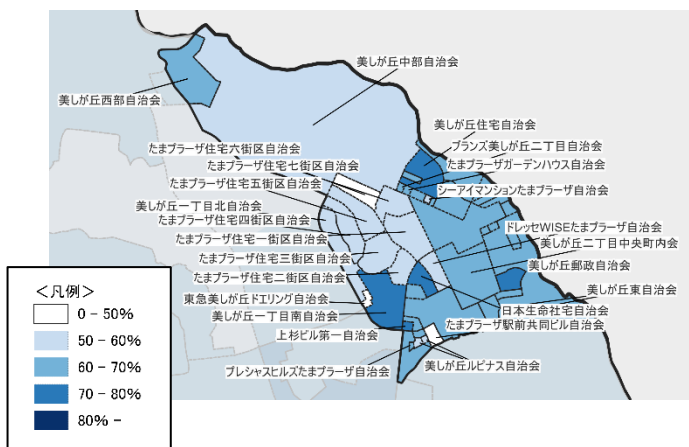 美しが丘中部自治会
美しが丘西部自治会
美しが丘住宅自治会
ブランズ美しが丘二丁目自治会
たまプラーザ住宅六街区自治会
たまプラーザ住宅七街区自治会
たまプラーザガーデンハウス自治会
たまプラーザ住宅五街区自治会
シーアイマンションたまプラーザ自治会
美しが丘一丁目北自治会
たまプラーザ住宅四街区自治会
ドレッセWISEたまプラーザ自治会
たまプラーザ住宅一街区自治会
美しが丘二丁目中央町内会
たまプラーザ住宅三街区自治会
美しが丘郵政自治会
たまプラーザ住宅二街区自治会
美しが丘東自治会
東急美しが丘ドエリング自治会
日本生命社宅自治会
美しが丘一丁目南自治会
たまプラーザ駅前共同ビル自治会
上杉ビル第一自治会
美しが丘ルピナス自治会
プレシャスヒルズたまプラーザ自治会
＜凡例＞
0 – 50%
50 – 60%
60 – 70%
70 – 80%
80% –